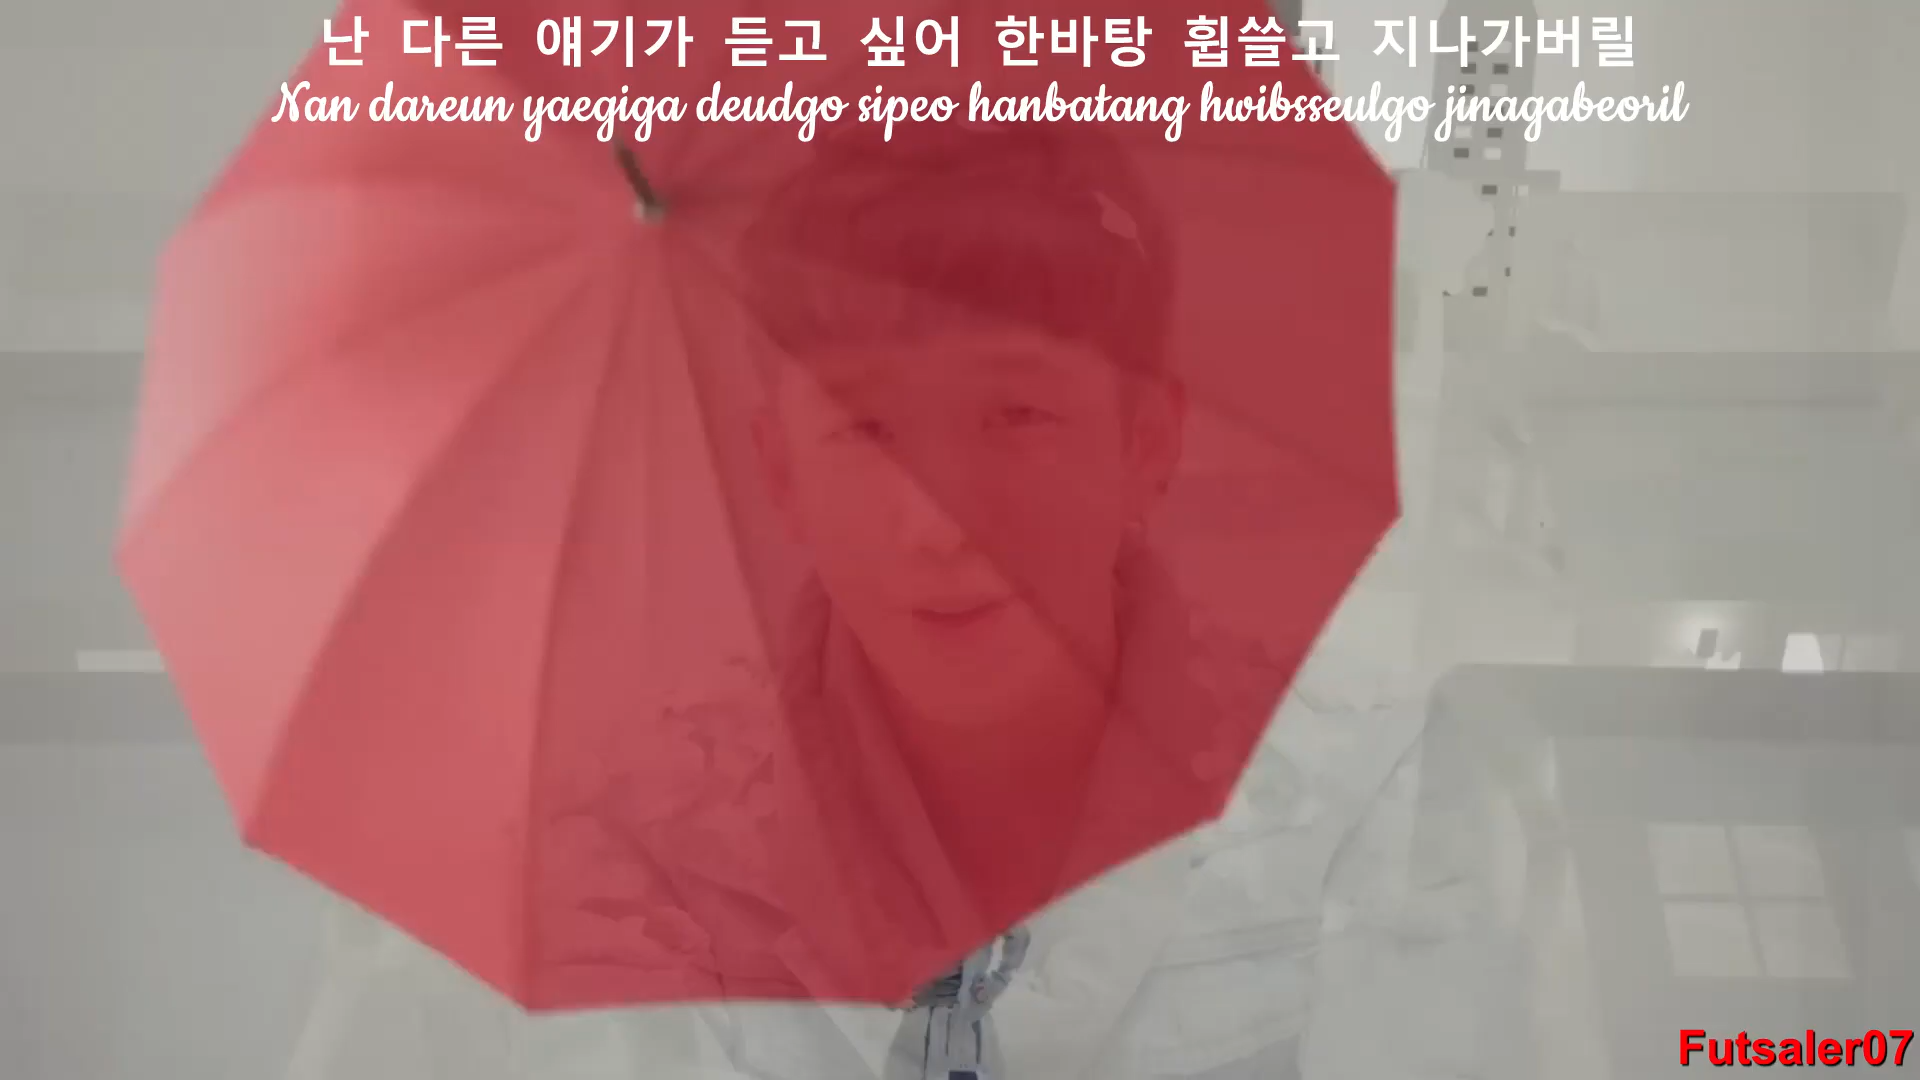 난 다른 얘기가 듣고 싶어 한바탕 휩쓸고 지나가버릴
Nan dareun yaegiga deudgo sipeo hanbatang hwibsseulgo jinagabeoril
Futsaler07